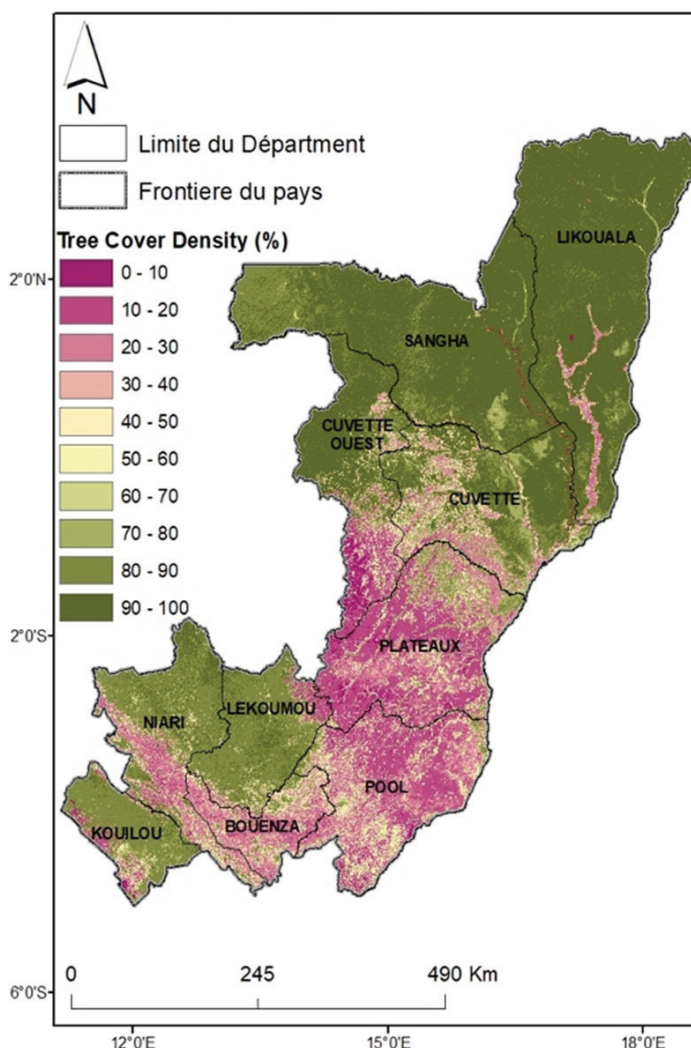 N
Limite du Départment
Frontiere du pays
Tree Cover Density (%)
0 - 10
10 - 20
20 - 30
30 - 40
40 - 50
50 - 60
60 - 70
70 - 80
80 - 90
90 - 100
LIKOUALA
2°0'N
SANGHA
CUVETTE
OUEST
CUVETTE
2°0'S
PLATEAUX
NIARI
LEKOUMOU
POOL
KOUILOU
BOUENZA
0 245 490 Km
6°0'S
12°0'E 15°0'E 18°0'E